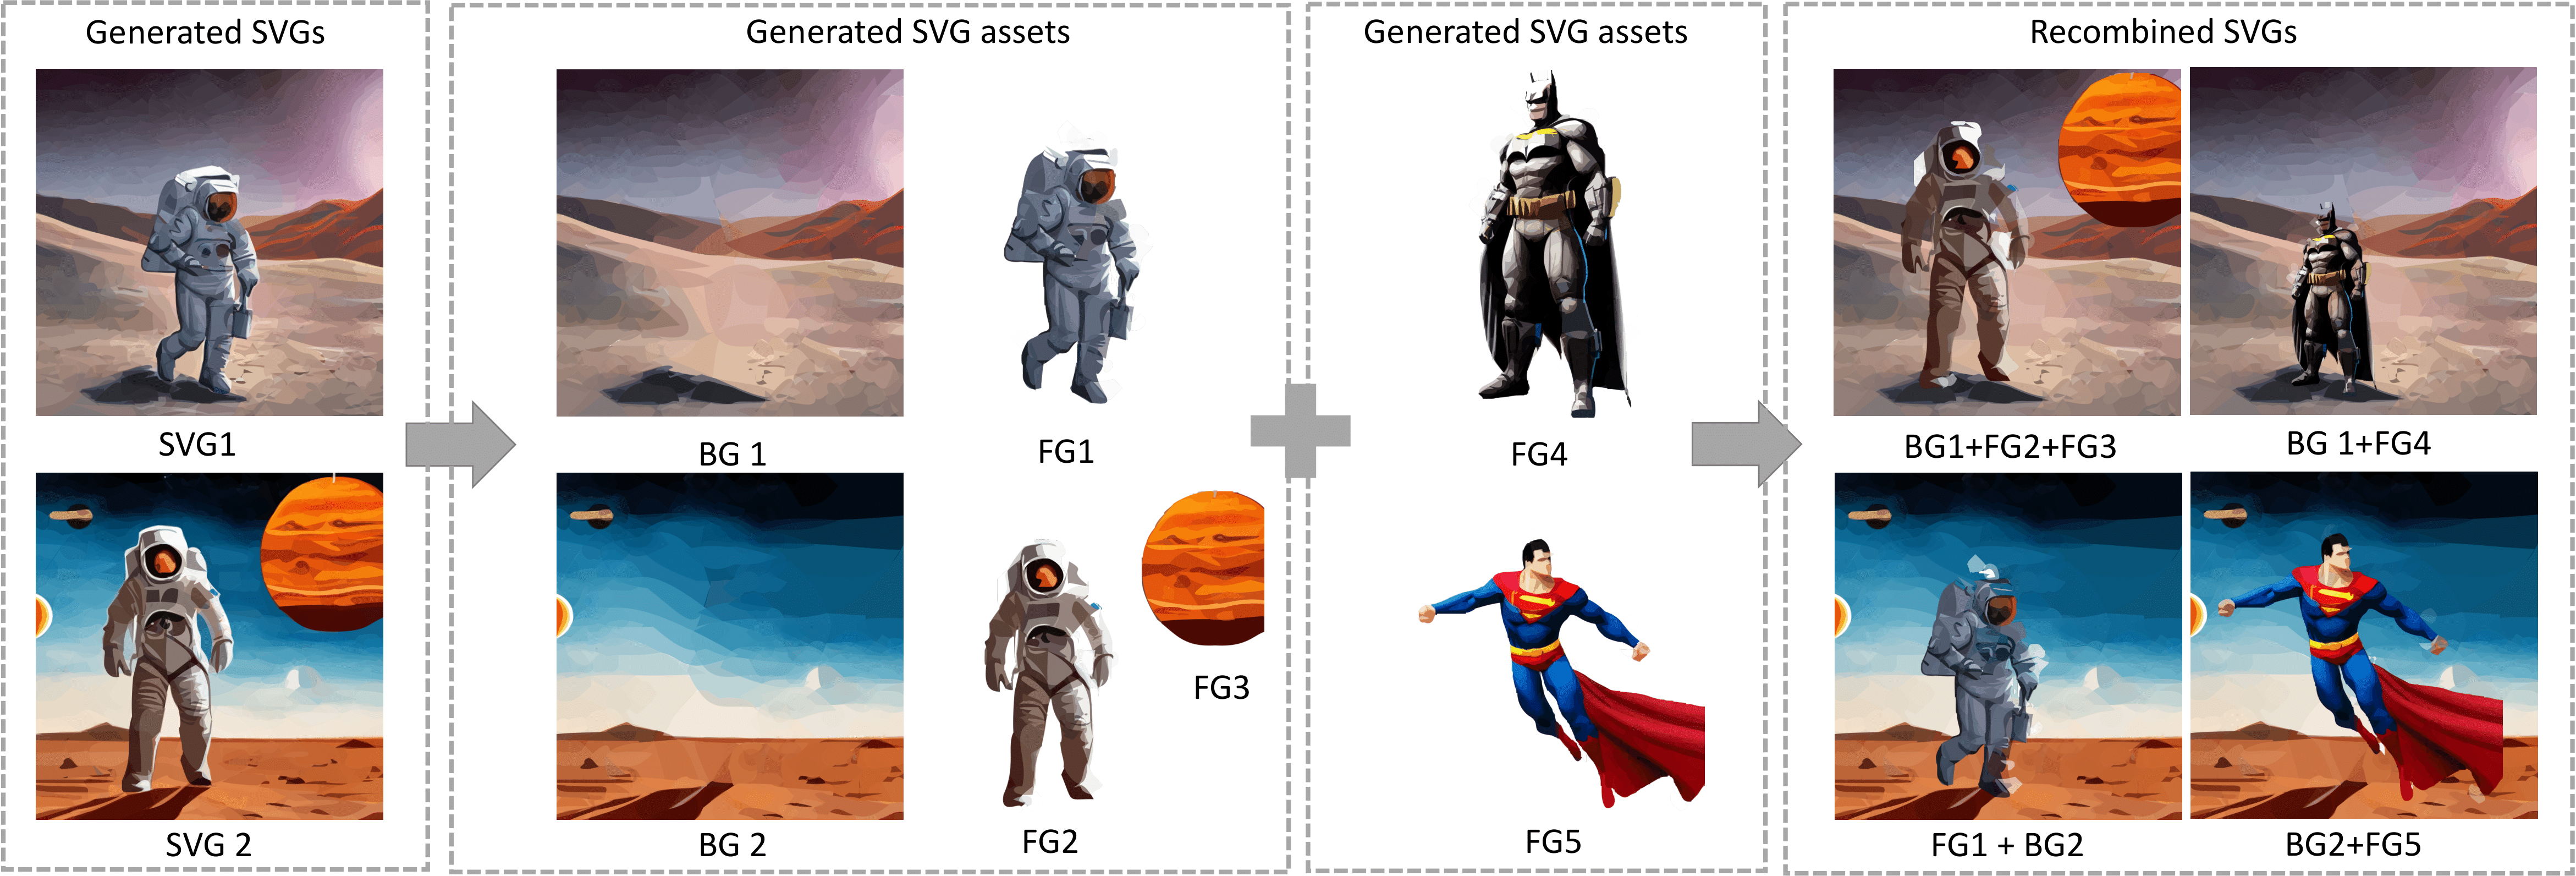 Generated SVGs
SVG1
SVG 2
Generated SVG assets
BG 1
FG1
BG 2
FG2
FG3
Generated SVG assets
FG4
FG5
Recombined SVGs
BG1+FG2+FG3
BG 1+FG4
FG1 + BG2
BG2+FG5